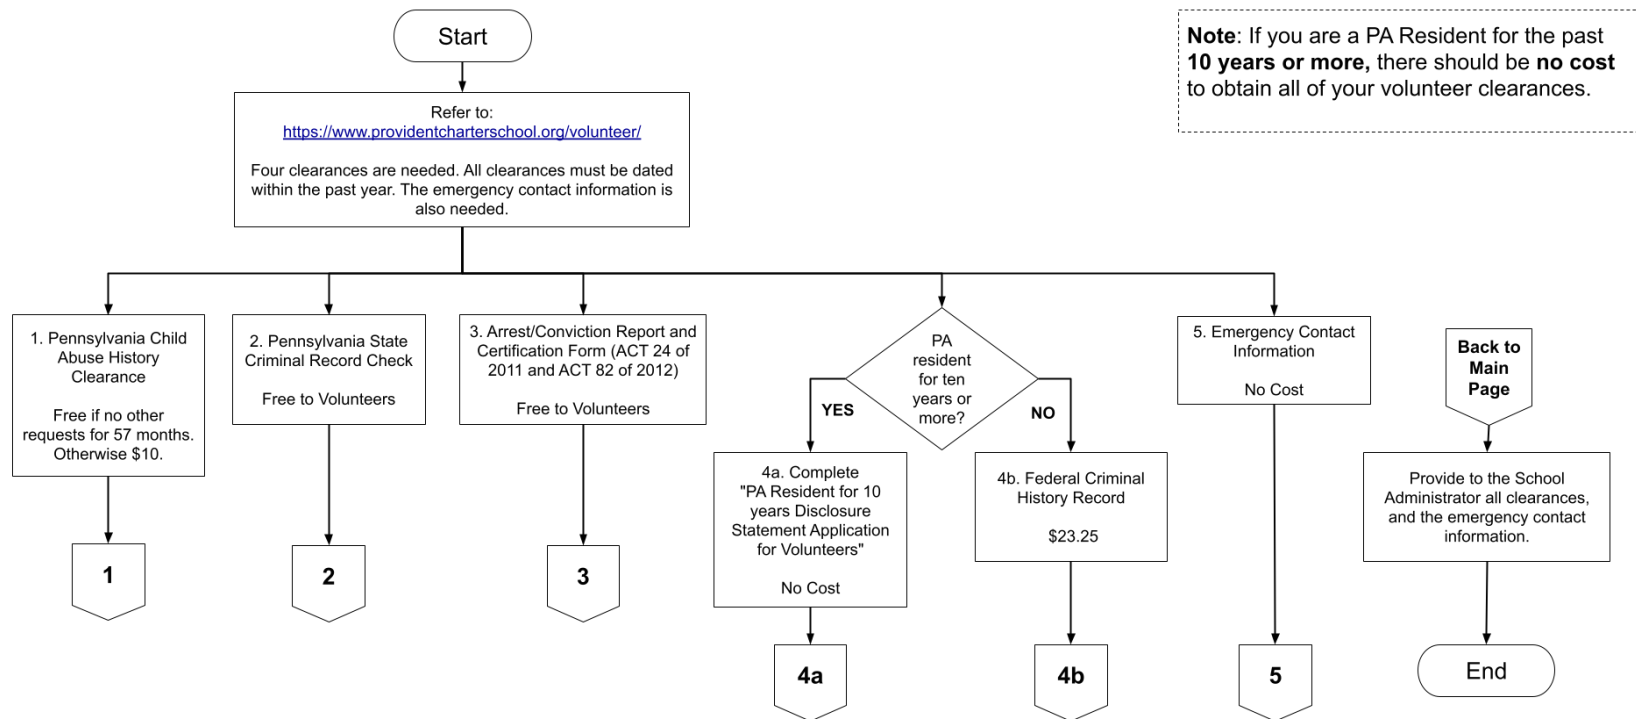 Start
Note: If you are a PA Resident for the past
10 years or more, there should be no cost
to obtain all of your volunteer clearances.
Refer to:
https://www.providentcharterschool.org/volunteer/
Four clearances are needed. All clearances must be dated
within the past year. The emergency contact information is
also needed.
1. Pennsylvania Child
Abuse History
Clearance
Free if no other
requests for 57 months.
Otherwise $10.
2. Pennsylvania State
Criminal Record Check
Free to Volunteers
3. Arrest/Conviction Report and
Certification Form (ACT 24 of
2011 and ACT 82 of 2012)
Free to Volunteers
PA
resident
for ten
years or
more?
YES
NO
4a. Complete
"PA Resident for 10
years Disclosure
Statement Application
for Volunteers"
No Cost
4b. Federal Criminal
History Record
$23.25
5. Emergency Contact
Information
No Cost
Back to
Main
Page
Provide to the School
Administrator all clearances,
and the emergency contact
information.
1
2
3
4a
4b
5
End